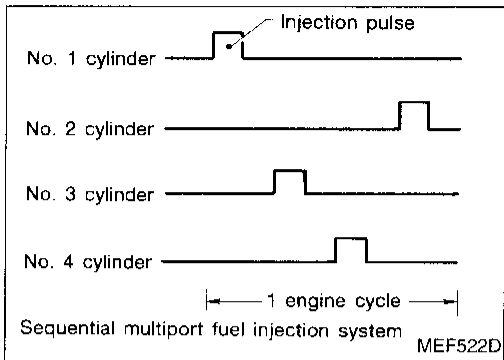 Injection pulse
No. 1 cylinder
No. 2 cylinder
No. 3 cylinder
No. 4 cylinder
1 engine cycle
Sequential multiport fuel injection system
MEF522D